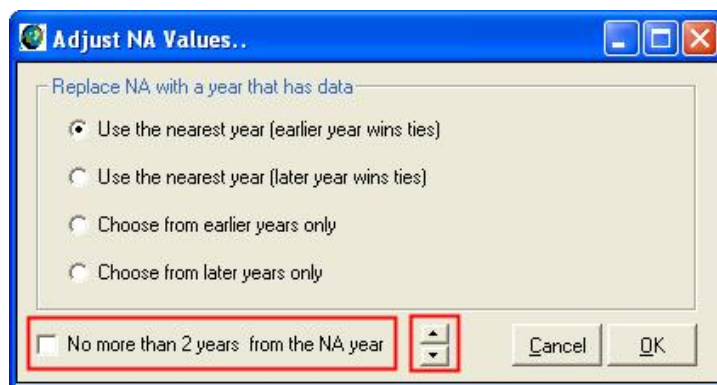 Adjust NA Values..
Replace NA with a year that has data
Use the nearest year (earlier year wins ties)
Use the nearest year (later year wins ties)
Choose from earlier years only
Choose from later years only
No more than 2 years from the NA year
Cancel
OK